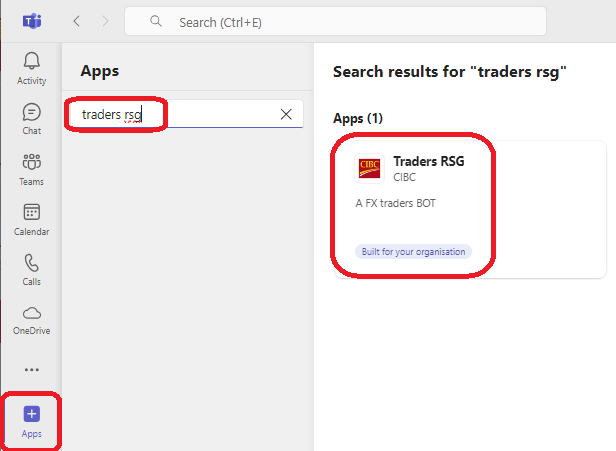 Search (Ctrl+E)
Activity
Chat
Teams
Calendar
Calls
OneDrive
Apps
Apps
traders rsg
Search results for "traders rsg"
Apps (1)
CIBC
Traders RSG
CIBC
A FX traders BOT
Built for your organisation